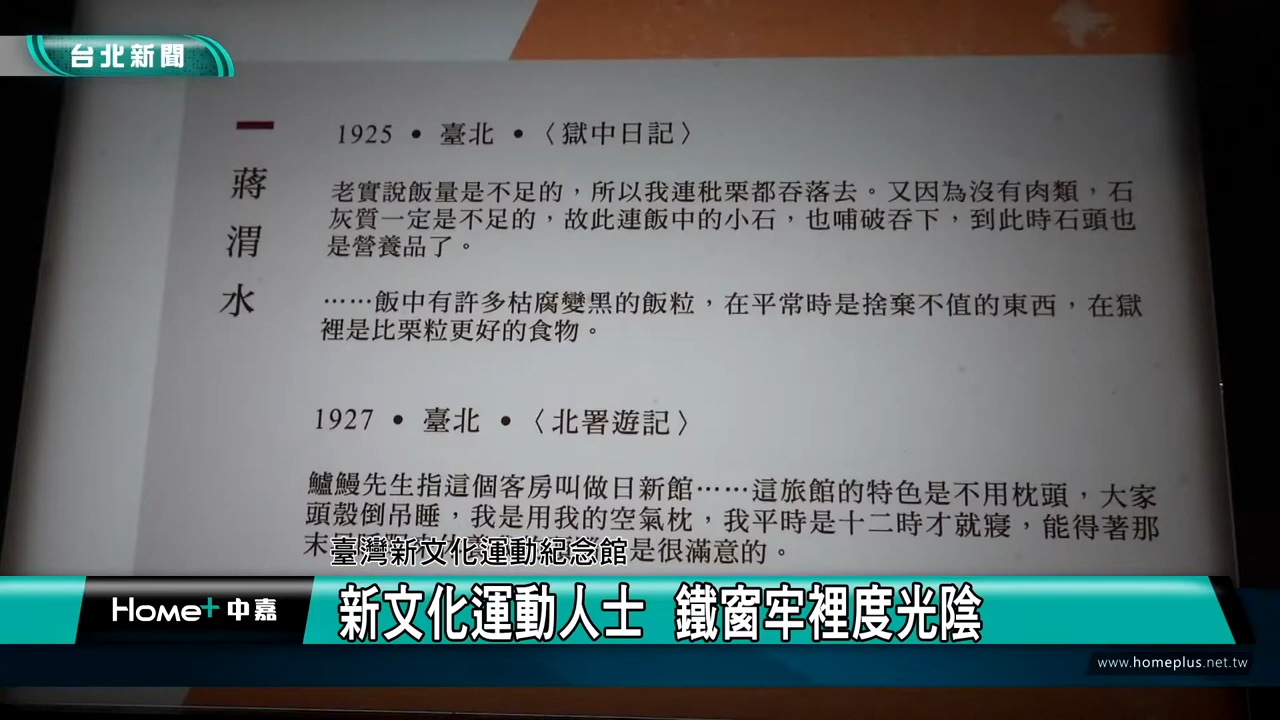 台北新聞
1925 • 臺北 •〈獄中日記〉
蔣渭水
老實說飯量是不足的，所以我連秕栗都吞落去。又因為沒有肉類，石
灰質一定是不足的，故此連飯中的小石，也哺破吞下，到此時石頭也
是營養品了。
……飯中有許多枯腐變黑的飯粒，在平常時是捨棄不值的東西，在獄
裡是比栗粒更好的食物。
1927 • 臺北 •〈北署遊記〉
鱸鰻先生指這個客房叫做日新館……這旅館的特色是不用枕頭，大家
頭殼倒吊睡，我是用我的空氣枕，我平時是十二時才就寢，能得著那
末
是很滿意的。
臺灣新文化運動紀念館
Home+ 中嘉
新文化運動人士 鐵窗牢裡度光陰
www.homeplus.net.tw